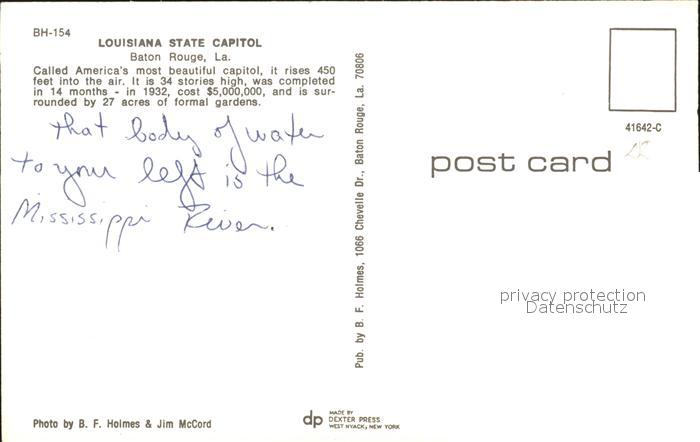 BH-154
LOUISIANA STATE CAPITOL
Baton Rouge, La.
Called America's most beautiful capitol, it rises 450
feet into the air. It is 34 stories high, was completed
in 14 months - in 1932, cost $5,000,000, and is sur-
rounded by 27 acres of formal gardens.
that body of water
to your left is the
Mississippi River.
Photo by B. F. Holmes & Jim McCord
Pub. by B. F. Holmes, 1066 Chevelle Dr., Baton Rouge, La. 70806
dp
MADE BY
DEXTER PRESS
WEST NYACK, NEW YORK
41642-C
post card
privacy protection
Datenschutz